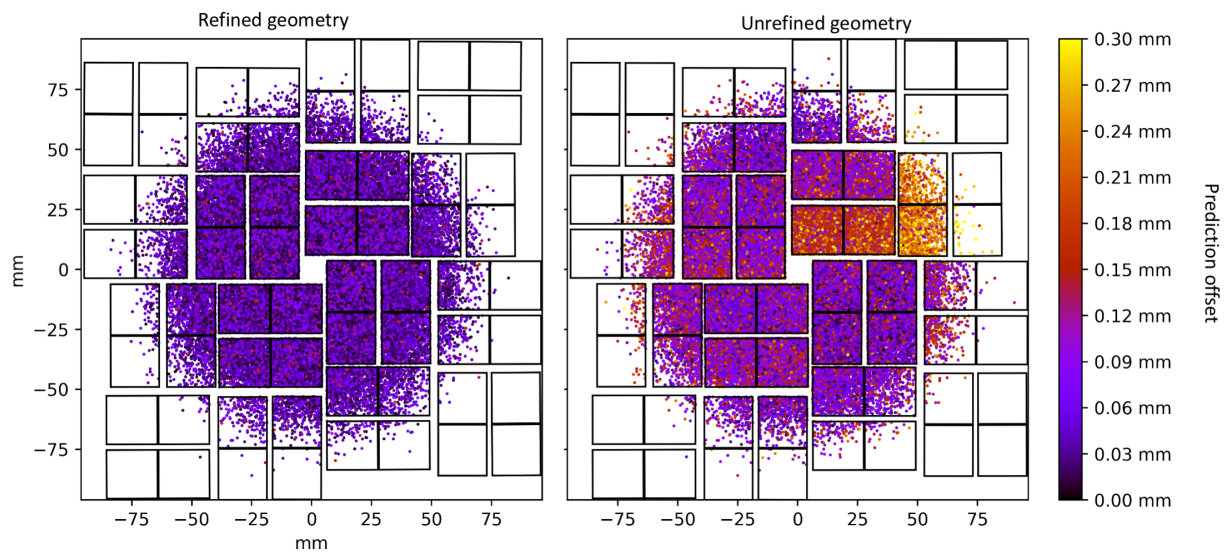 Refined geometry
Unrefined geometry
75
50
25
0
−25
−50
−75
mm
−75 −50 −25 0 25 50 75
mm
−75 −50 −25 0 25 50 75
0.30 mm
0.27 mm
0.24 mm
0.21 mm
0.18 mm
0.15 mm
0.12 mm
0.09 mm
0.06 mm
0.03 mm
0.00 mm
Prediction offset